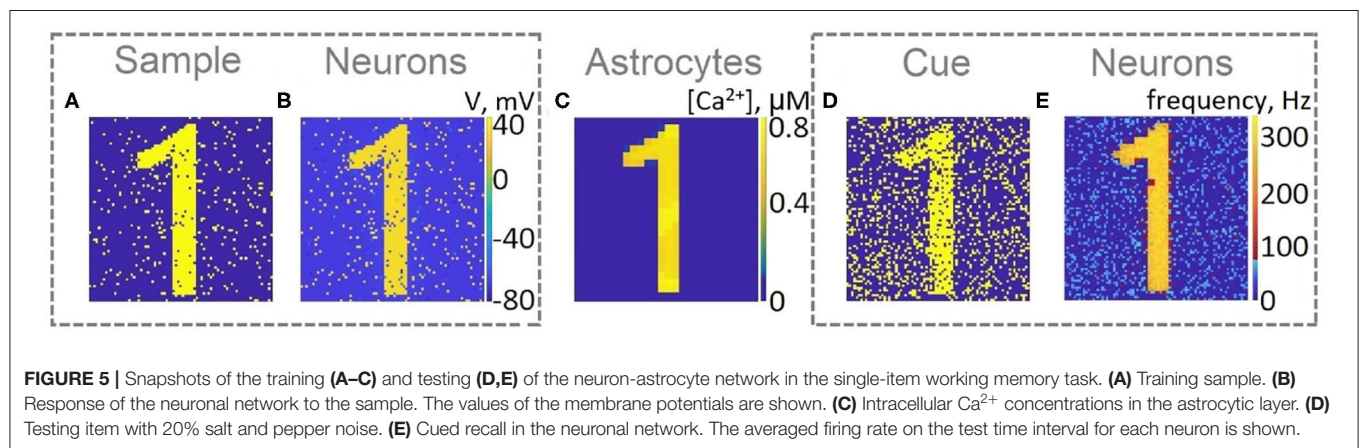 Sample Neurons Astrocytes Cue Neurons
A B V, mV C [Ca²⁺], µM D E frequency, Hz
40 0.8 300
0 200
-40 0.4 100
-80 0 0
FIGURE 5 | Snapshots of the training (A–C) and testing (D,E) of the neuron-astrocyte network in the single-item working memory task. (A) Training sample. (B)
Response of the neuronal network to the sample. The values of the membrane potentials are shown. (C) Intracellular Ca²⁺ concentrations in the astrocytic layer. (D)
Testing item with 20% salt and pepper noise. (E) Cued recall in the neuronal network. The averaged firing rate on the test time interval for each neuron is shown.